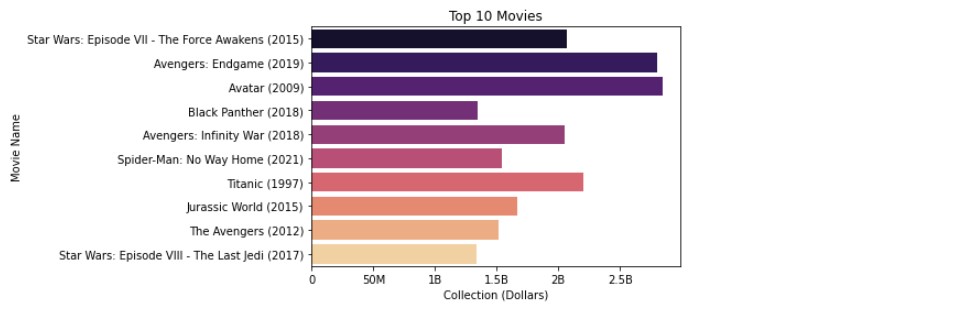 Top 10 Movies
Movie Name
Star Wars: Episode VII - The Force Awakens (2015)
Avengers: Endgame (2019)
Avatar (2009)
Black Panther (2018)
Avengers: Infinity War (2018)
Spider-Man: No Way Home (2021)
Titanic (1997)
Jurassic World (2015)
The Avengers (2012)
Star Wars: Episode VIII - The Last Jedi (2017)
0 50M 1B 1.5B 2B 2.5B
Collection (Dollars)